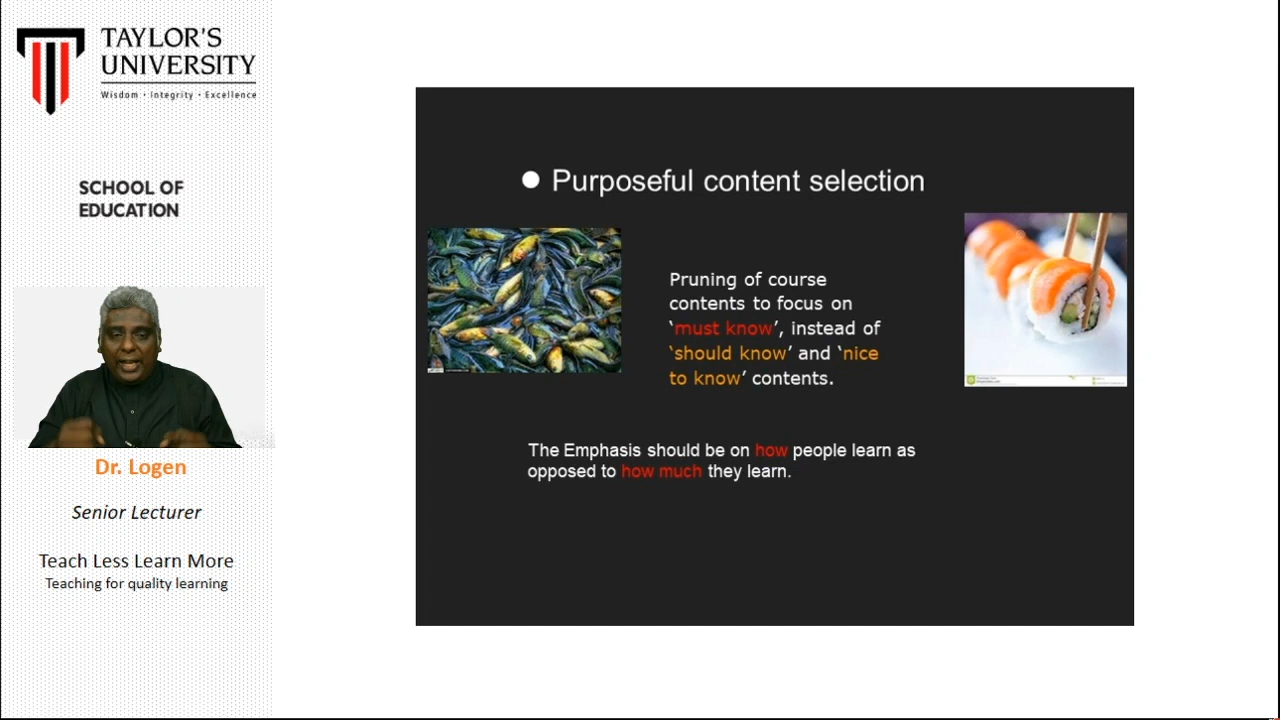 TAYLOR'S
UNIVERSITY
Wisdom • Integrity • Excellence
SCHOOL OF
EDUCATION
Dr. Logen
Senior Lecturer
Teach Less Learn More
Teaching for quality learning
● Purposeful content selection
Pruning of course
contents to focus on
‘must know’, instead of
‘should know’ and ‘nice
to know’ contents.
The Emphasis should be on how people learn as
opposed to how much they learn.